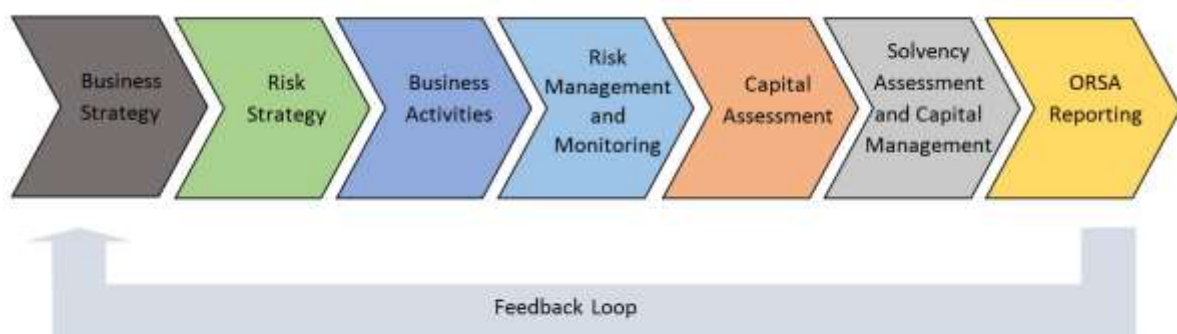 Business
Strategy
Risk
Strategy
Business
Activities
Risk
Management
and
Monitoring
Capital
Assessment
Solvency
Assessment
and Capital
Management
ORSA
Reporting
Feedback Loop